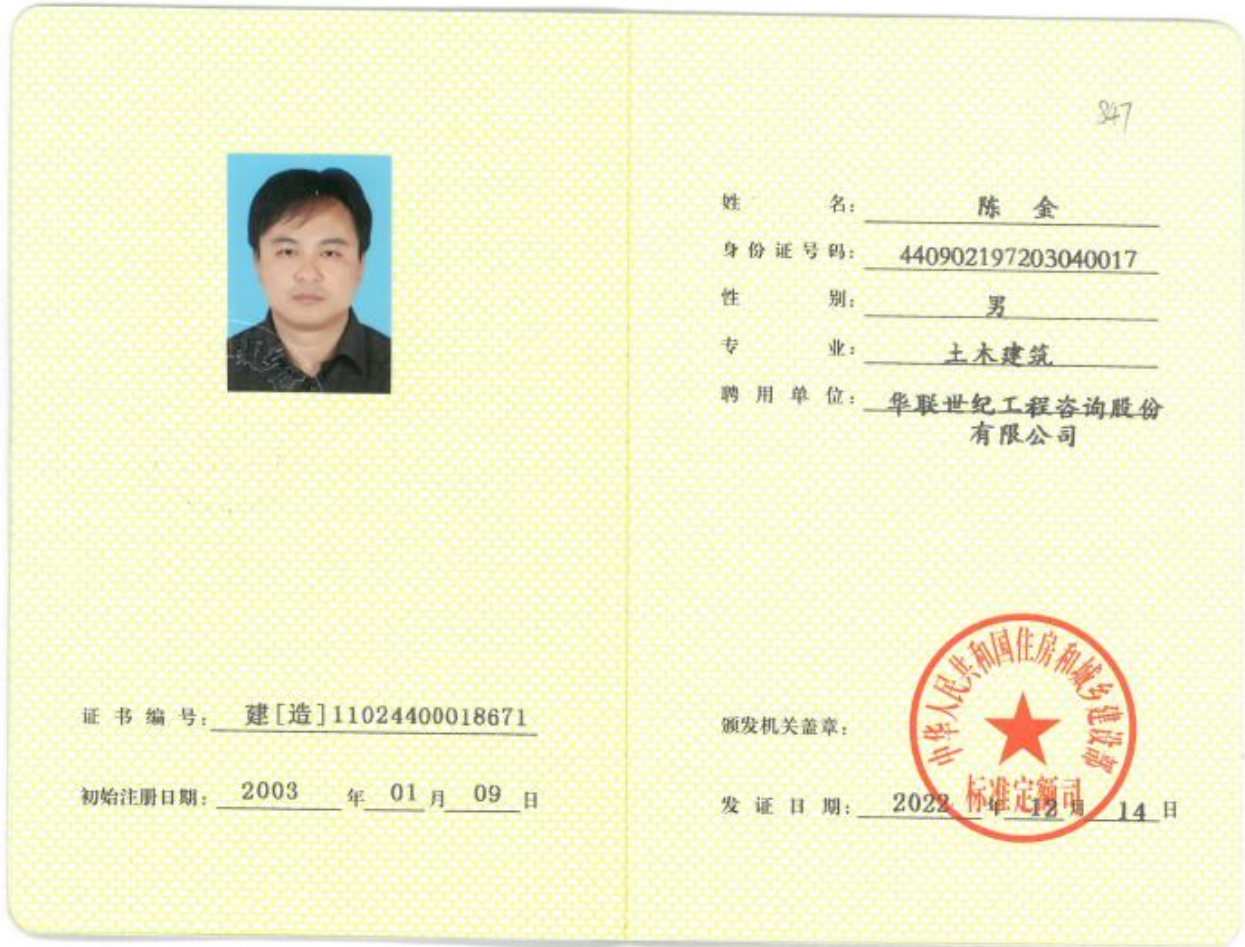 847
姓名：陈金
身份证号码：440902197203040017
性别：男
专业：土木建筑
聘用单位：华联世纪工程咨询股份
有限公司
证书编号：建[造]11024400018671
初始注册日期：2003年01月09日
颁发机关盖章：
中华人民共和国住房和城乡建设部
标准定额司
发证日期：2022年12月14日